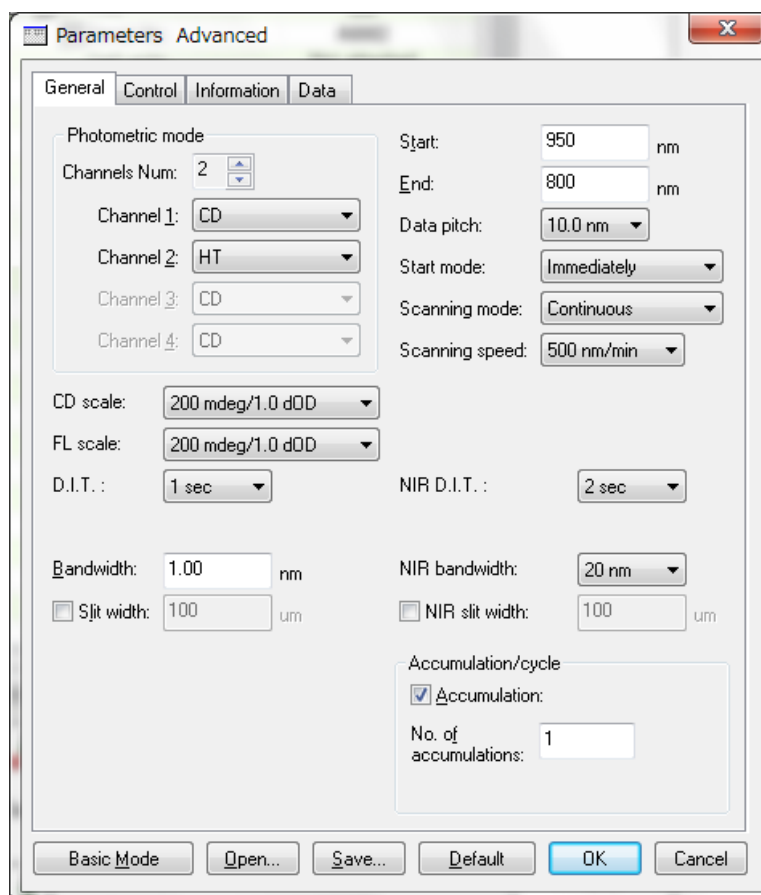 Parameters Advanced
General Control Information Data
Photometric mode
Channels Num: 2
Channel 1: CD
Channel 2: HT
Channel 3: CD
Channel 4: CD
Start: 950 nm
End: 800 nm
Data pitch: 10.0 nm
Start mode: Immediately
Scanning mode: Continuous
Scanning speed: 500 nm/min
CD scale: 200 mdeg/1.0 dOD
FL scale: 200 mdeg/1.0 dOD
D.I.T. : 1 sec
NIR D.I.T. : 2 sec
Bandwidth: 1.00 nm
NIR bandwidth: 20 nm
Slit width: 100 um
NIR slit width: 100 um
Accumulation/cycle
Accumulation:
No. of
accumulations: 1
Basic Mode Open... Save... Default OK Cancel